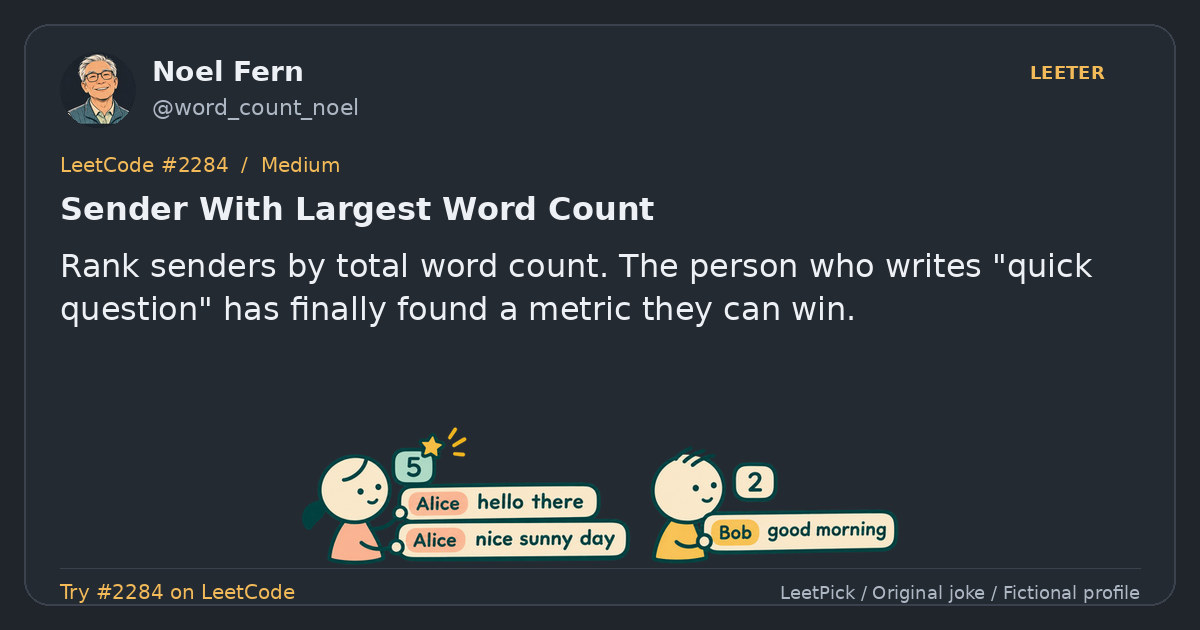 Noel Fern
LEETER
@word_count_noel
LeetCode #2284 / Medium
Sender With Largest Word Count
Rank senders by total word count. The person who writes "quick
question" has finally found a metric they can win.
5
Alice hello there
Alice nice sunny day
2
Bob good morning
Try #2284 on LeetCode
LeetPick / Original joke / Fictional profile